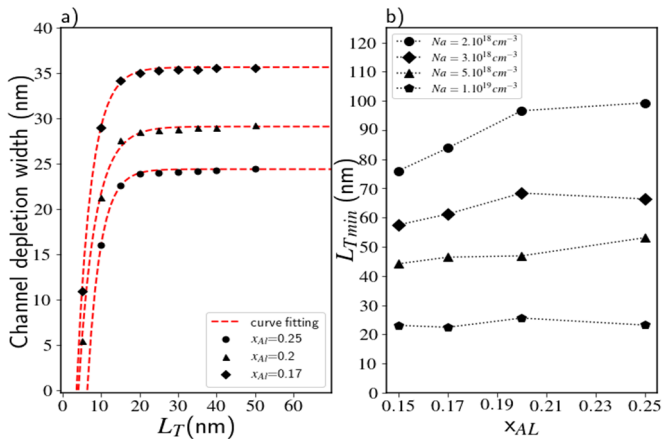 a)
Channel depletion width (nm)
40
35
30
25
20
15
10
5
0
0 10 20 30 40 50 60
L_T(nm)
curve fitting
x_Al=0.25
x_Al=0.2
x_Al=0.17
b)
L_Tmin (nm)
120
110
100
90
80
70
60
50
40
30
20
10
0
0.15 0.17 0.19 0.21 0.23 0.25
x_AL
Na = 2.10^18 cm^−3
Na = 3.10^18 cm^−3
Na = 5.10^18 cm^−3
Na = 1.10^19 cm^−3